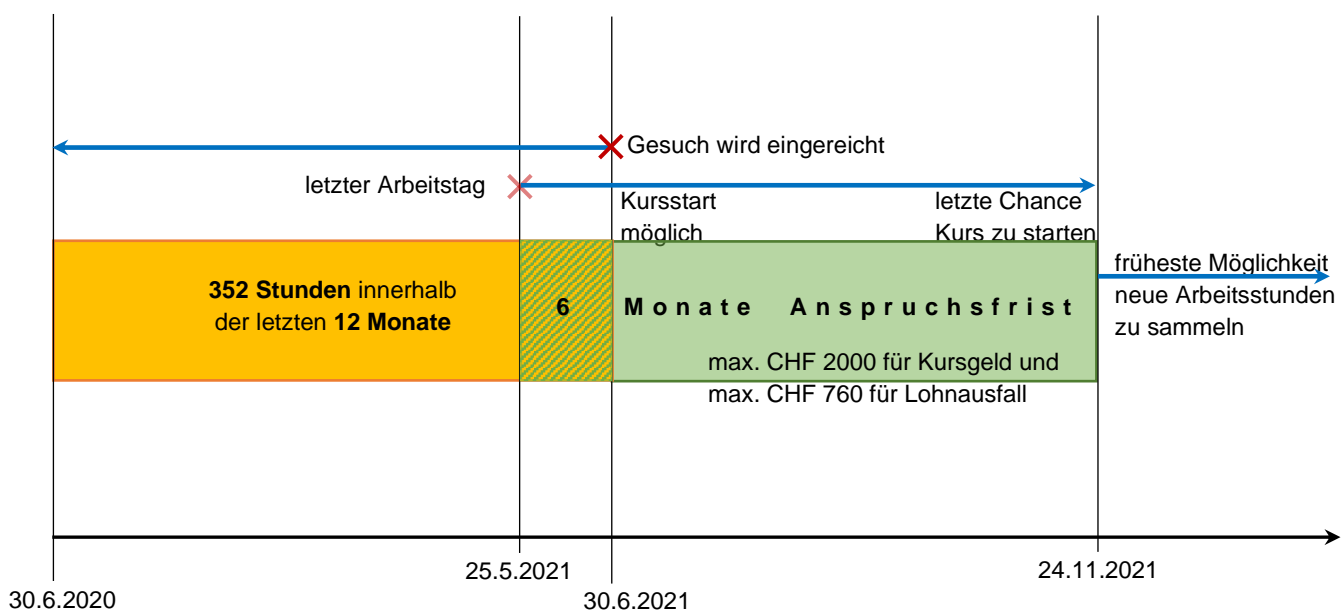 Gesuch wird eingereicht
letzter Arbeitstag
Kursstart
möglich
letzte Chance
Kurs zu starten
352 Stunden innerhalb
der letzten 12 Monate
6 Monate Anspruchsfrist
max. CHF 2000 für Kursgeld und
max. CHF 760 für Lohnausfall
früheste Möglichkeit
neue Arbeitsstunden
zu sammeln
30.6.2020
25.5.2021
30.6.2021
24.11.2021